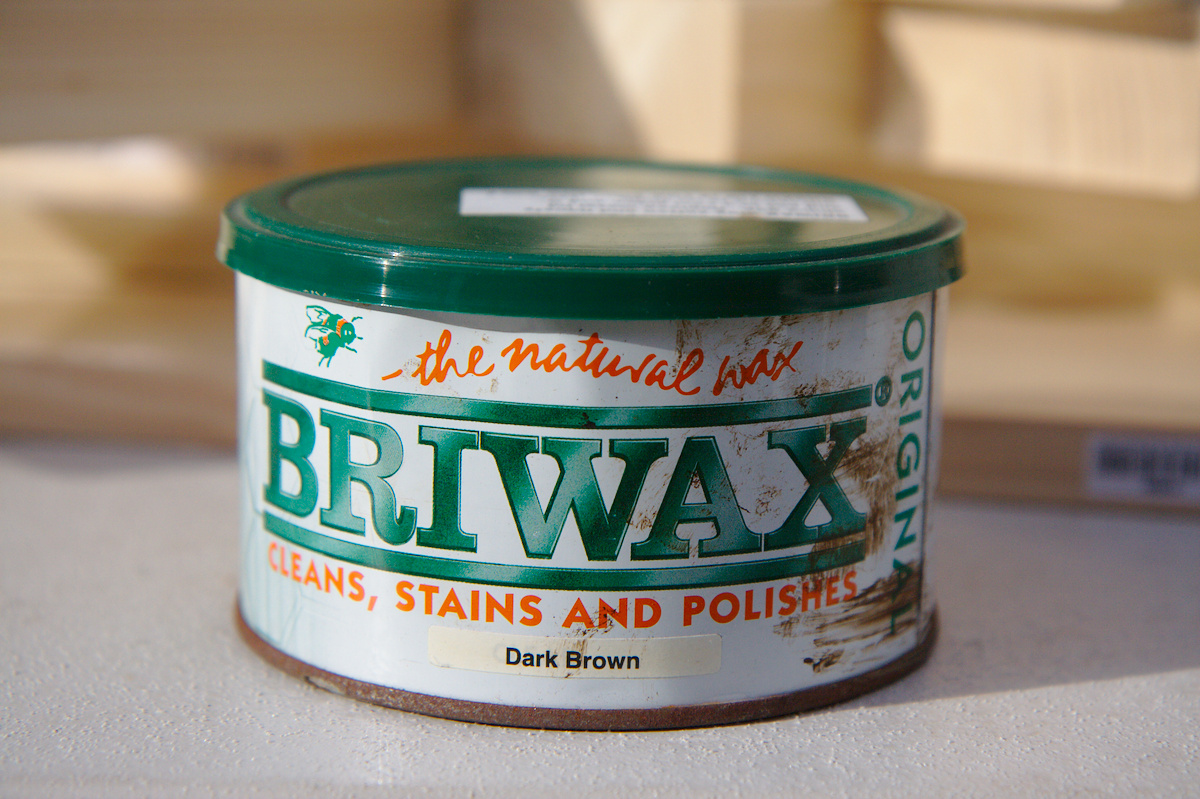 -the natural wax
BRIWAX®
CLEANS, STAINS AND POLISHES
Dark Brown
ORIGINAL